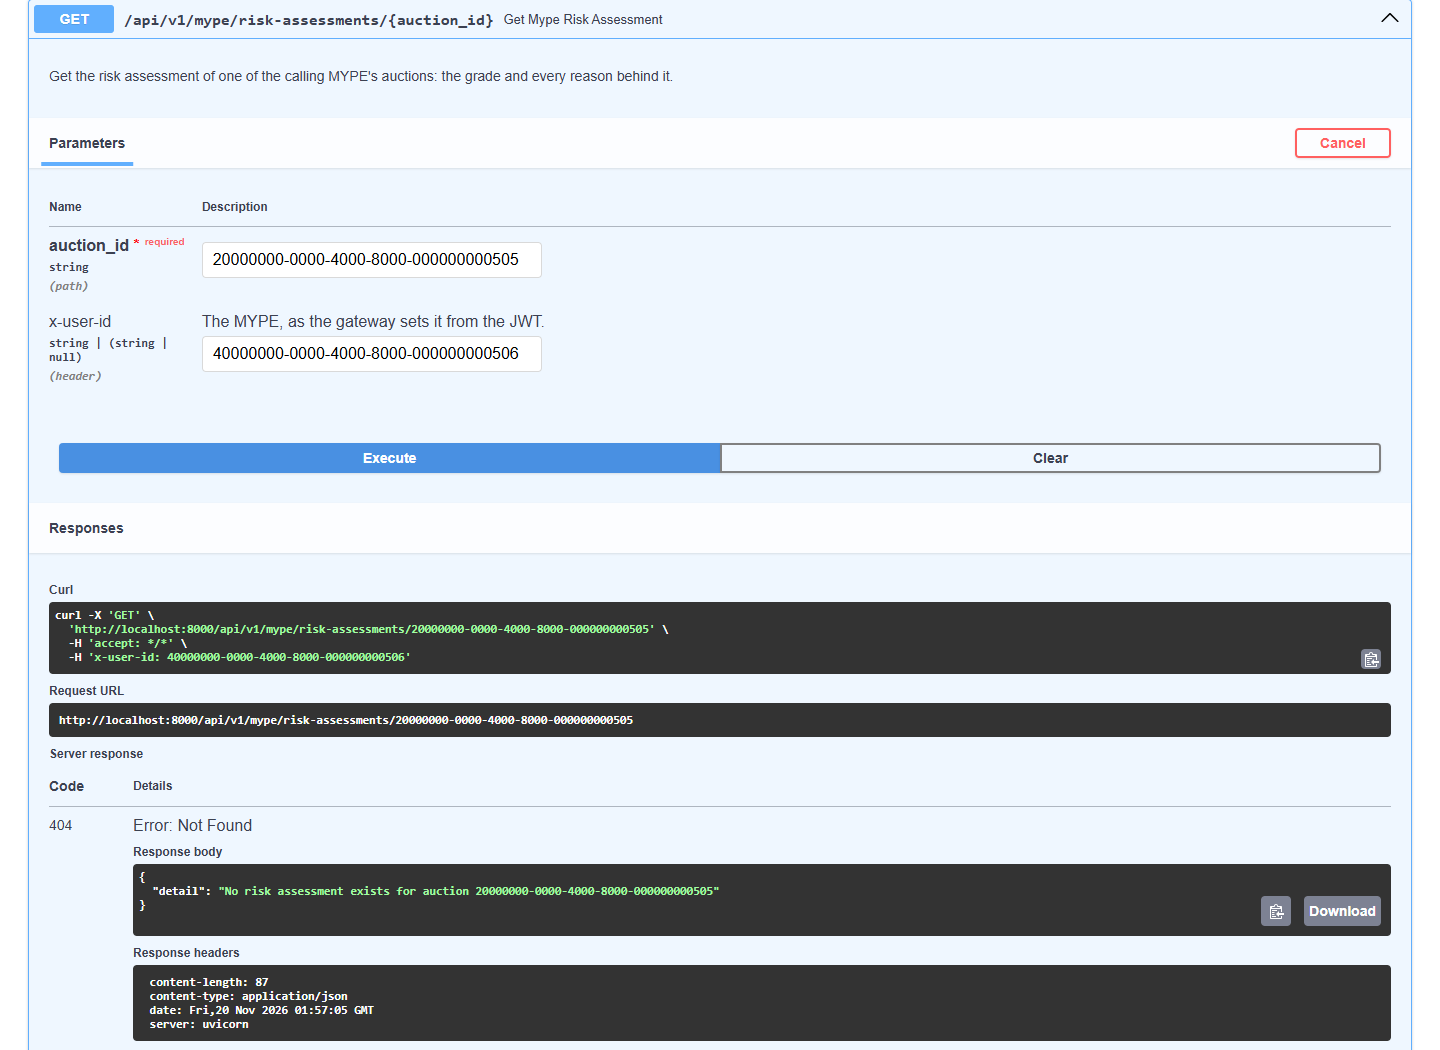 GET /api/v1/mype/risk-assessments/{auction_id} Get Mype Risk Assessment
Get the risk assessment of one of the calling MYPE's auctions: the grade and every reason behind it.
Parameters
Cancel
Name Description
auction_id * required
string
(path)
20000000-0000-4000-8000-000000000505
x-user-id
string | (string |
null)
(header)
The MYPE, as the gateway sets it from the JWT.
40000000-0000-4000-8000-000000000506
Execute Clear
Responses
Curl
curl -X 'GET' \
'http://localhost:8000/api/v1/mype/risk-assessments/20000000-0000-4000-8000-000000000505' \
-H 'accept: */*' \
-H 'x-user-id: 40000000-0000-4000-8000-000000000506'
Request URL
http://localhost:8000/api/v1/mype/risk-assessments/20000000-0000-4000-8000-000000000505
Server response
Code Details
404 Error: Not Found
Response body
{
"detail": "No risk assessment exists for auction 20000000-0000-4000-8000-000000000505"
}
Download
Response headers
content-length: 87
content-type: application/json
date: Fri,20 Nov 2026 01:57:05 GMT
server: uvicorn